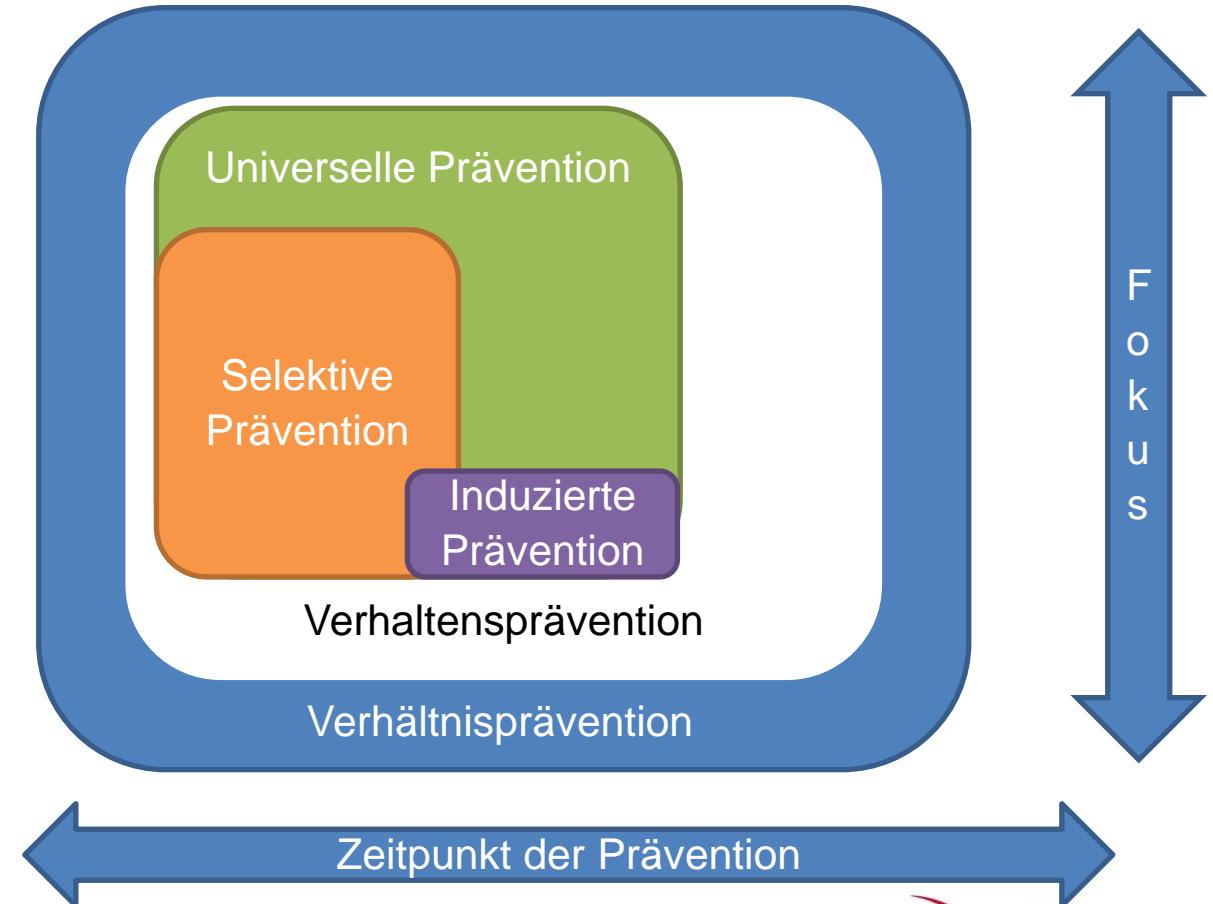 Universelle Prävention
Selektive
Prävention
Induzierte
Prävention
Verhaltensprävention
Verhältnisprävention
F
o
k
u
s
Zeitpunkt der Prävention